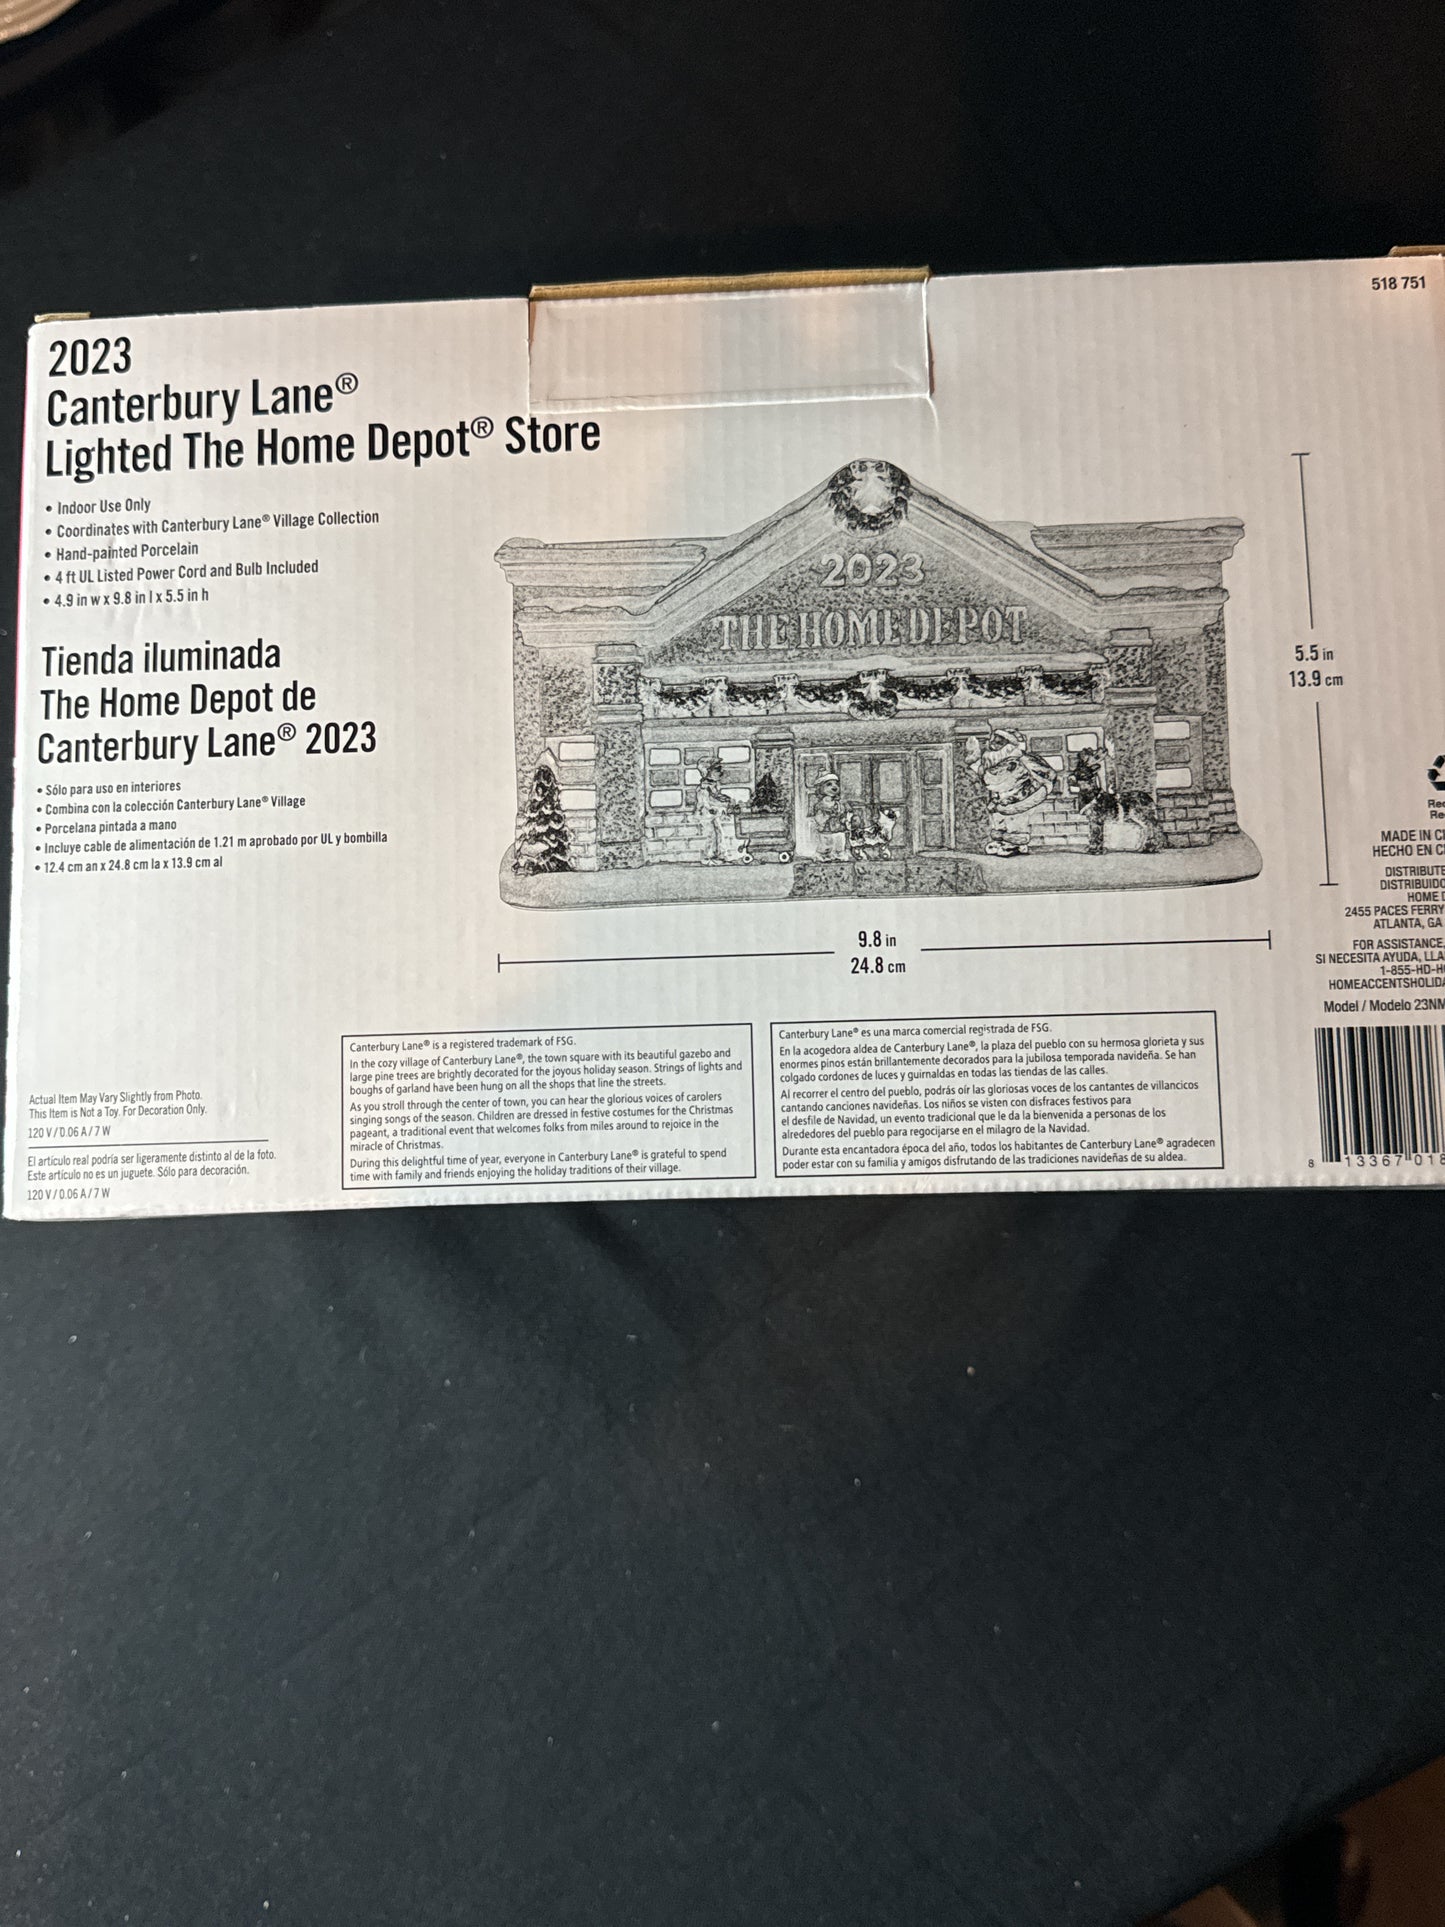 518 751
2023
Canterbury Lane®
Lighted The Home Depot® Store
• Indoor Use Only
• Coordinates with Canterbury Lane® Village Collection
• Hand-painted Porcelain
• 4 ft UL Listed Power Cord and Bulb Included
• 4.9 in w x 9.8 in l x 5.5 in h
Tienda iluminada
The Home Depot de
Canterbury Lane® 2023
• Sólo para uso en interiores
• Combina con la colección Canterbury Lane® Village
• Porcelana pintada a mano
• Incluye cable de alimentación de 1.21 m aprobado por UL y bombilla
• 12.4 cm an x 24.8 cm la x 13.9 cm al
2023
THE HOME DEPOT
5.5 in
13.9 cm
9.8 in
24.8 cm
Rec
Re
MADE IN C
HECHO EN C
DISTRIBUTE
DISTRIBUIDO
HOME D
2455 PACES FERRY
ATLANTA, GA
FOR ASSISTANCE,
SI NECESITA AYUDA, LLA
1-855-HD-H
HOMEACCENTSHOLIDA
Model / Modelo 23NM
8 13367 018
Actual Item May Vary Slightly from Photo.
This Item is Not a Toy. For Decoration Only.
120 V / 0.06 A / 7 W
El artículo real podría ser ligeramente distinto al de la foto.
Este artículo no es un juguete. Sólo para decoración.
120 V / 0.06 A / 7 W
Canterbury Lane® is a registered trademark of FSG.
In the cozy village of Canterbury Lane®, the town square with its beautiful gazebo and
large pine trees are brightly decorated for the joyous holiday season. Strings of lights and
boughs of garland have been hung on all the shops that line the streets.
As you stroll through the center of town, you can hear the glorious voices of carolers
singing songs of the season. Children are dressed in festive costumes for the Christmas
pageant, a traditional event that welcomes folks from miles around to rejoice in the
miracle of Christmas.
During this delightful time of year, everyone in Canterbury Lane® is grateful to spend
time with family and friends enjoying the holiday traditions of their village.
Canterbury Lane® es una marca comercial registrada de FSG.
En la acogedora aldea de Canterbury Lane®, la plaza del pueblo con su hermosa glorieta y sus
enormes pinos están brillantemente decorados para la jubilosa temporada navideña. Se han
colgado cordones de luces y guirnaldas en todas las tiendas de las calles.
Al recorrer el centro del pueblo, podrás oír las gloriosas voces de los cantantes de villancicos
cantando canciones navideñas. Los niños se visten con disfraces festivos para
el desfile de Navidad, un evento tradicional que le da la bienvenida a personas de los
alrededores del pueblo para regocijarse en el milagro de la Navidad.
Durante esta encantadora época del año, todos los habitantes de Canterbury Lane® agradecen
poder estar con su familia y amigos disfrutando de las tradiciones navideñas de su aldea.